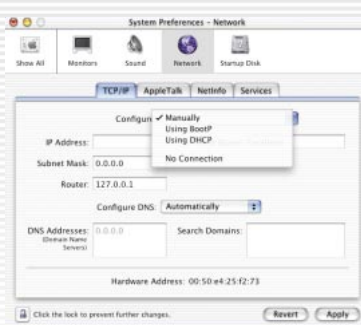 System Preferences - Network
Show All
Monitors
Sound
Network
Startup Disk
TCP/IP
AppleTalk
NetInfo
Services
Configure
✓ Manually
Using BootP
Using DHCP
No Connection
IP Address:
Subnet Mask: 0.0.0.0
Router: 127.0.0.1
Configure DNS: Automatically
DNS Addresses: 0.0.0.0
(Domain Name
Servers)
Search Domains:
Hardware Address: 00:50:e4:25:f2:73
Click the lock to prevent further changes.
Revert
Apply